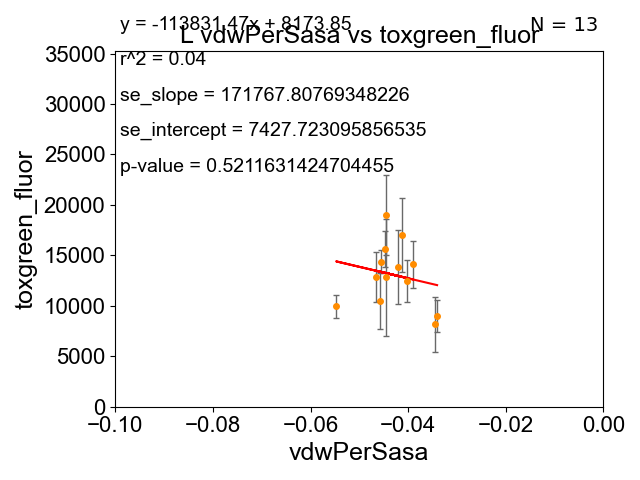 y = -113831.47x + 8173.85
N = 13
L vdwPerSasa vs toxgreen_fluor
r^2 = 0.04
se_slope = 171767.80769348226
se_intercept = 7427.723095856535
p-value = 0.5211631424704455
35000
30000
25000
20000
15000
10000
5000
0
toxgreen_fluor
−0.10 −0.08 −0.06 −0.04 −0.02 0.00
vdwPerSasa